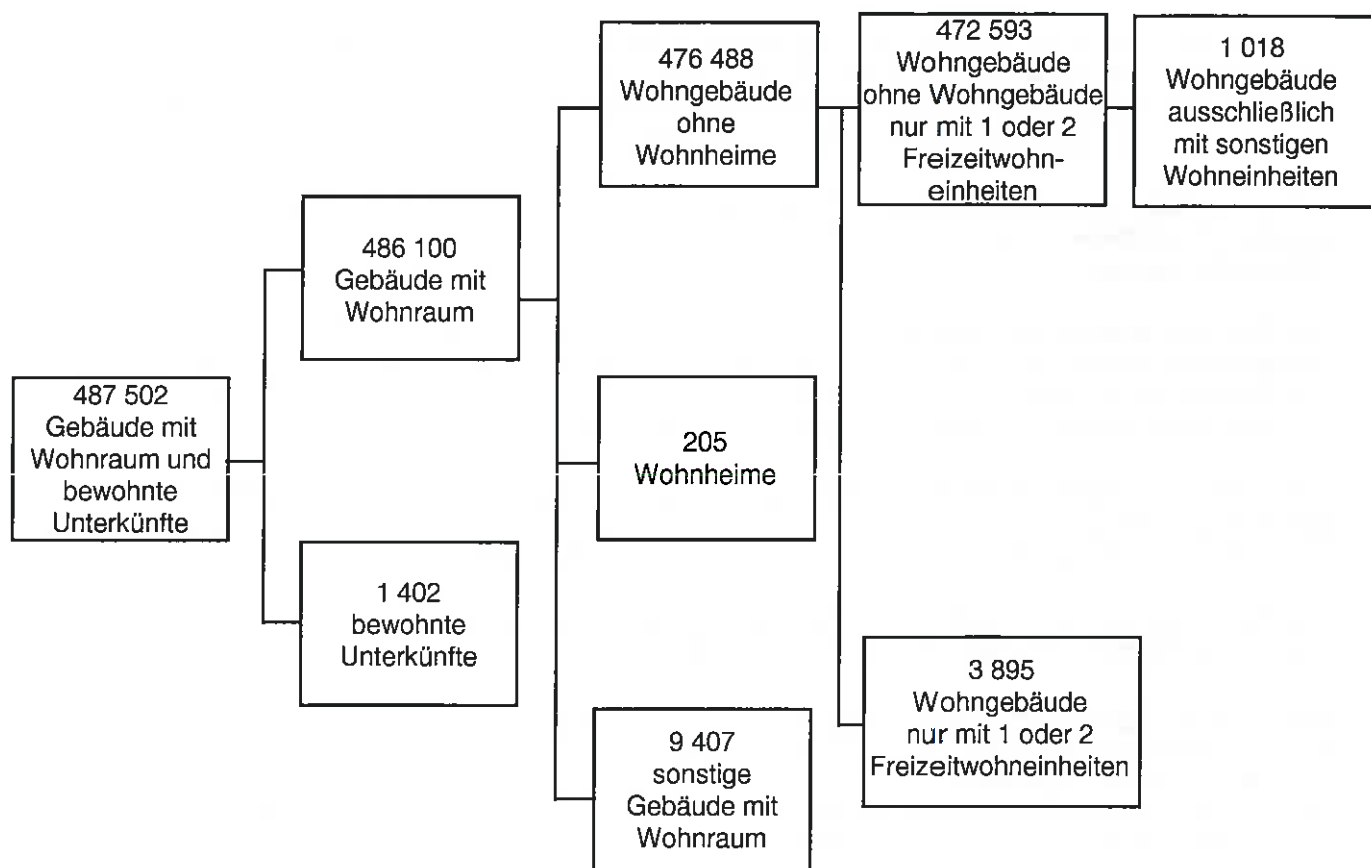 487 502
Gebäude mit
Wohnraum und
bewohnte
Unterkünfte
486 100
Gebäude mit
Wohnraum
1 402
bewohnte
Unterkünfte
476 488
Wohngebäude
ohne
Wohnheime
205
Wohnheime
9 407
sonstige
Gebäude mit
Wohnraum
472 593
Wohngebäude
ohne Wohngebäude
nur mit 1 oder 2
Freizeitwohn-
einheiten
3 895
Wohngebäude
nur mit 1 oder 2
Freizeitwohneinheiten
1 018
Wohngebäude
ausschließlich
mit sonstigen
Wohneinheiten